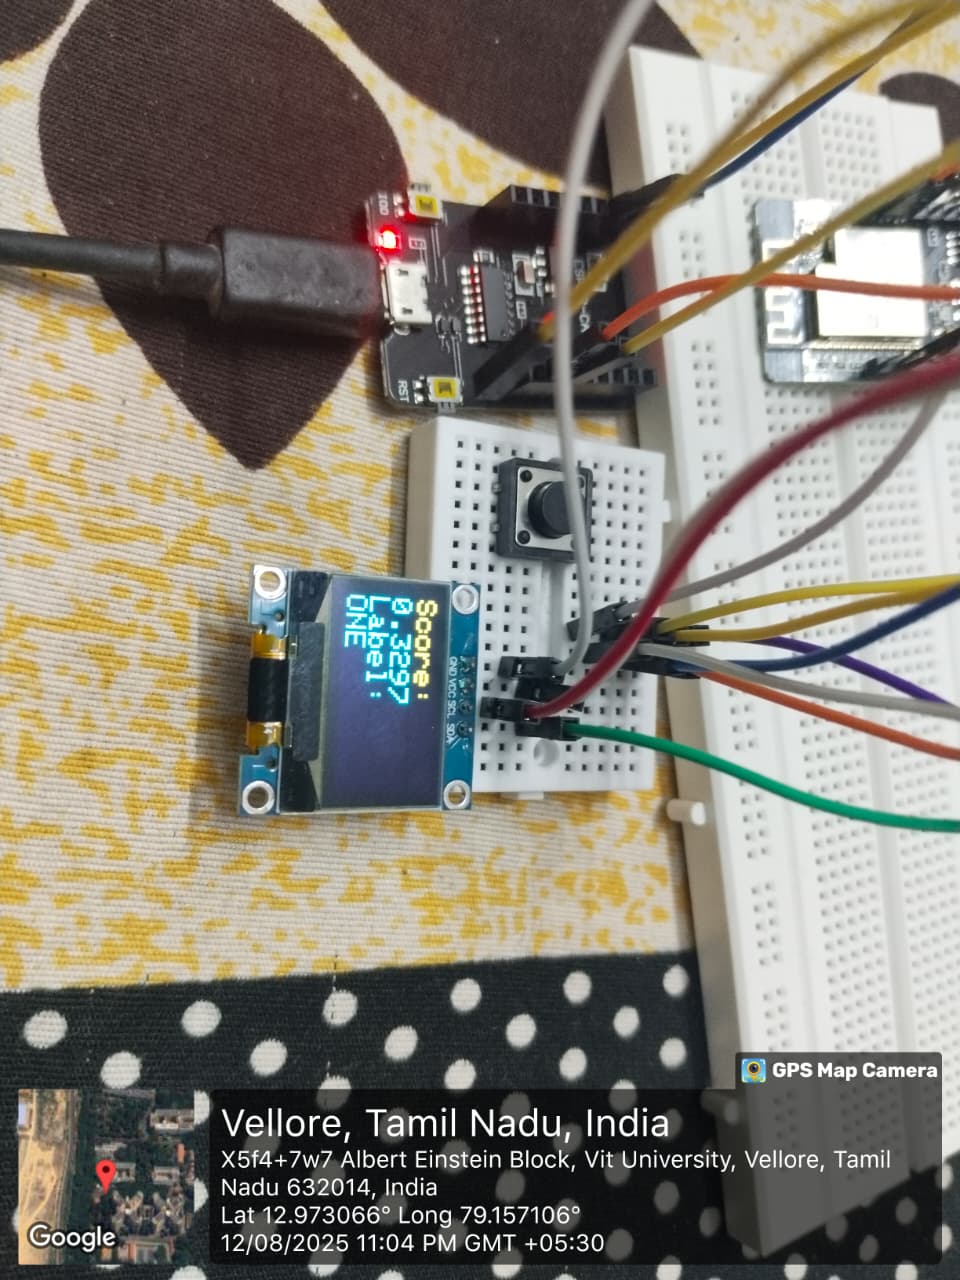 IO0
RST
Score:
0.3297
Label:
ONE
GND VCC SCL SDA
GPS Map Camera
Google
Vellore, Tamil Nadu, India
X5f4+7w7 Albert Einstein Block, Vit University, Vellore, Tamil
Nadu 632014, India
Lat 12.973066° Long 79.157106°
12/08/2025 11:04 PM GMT +05:30